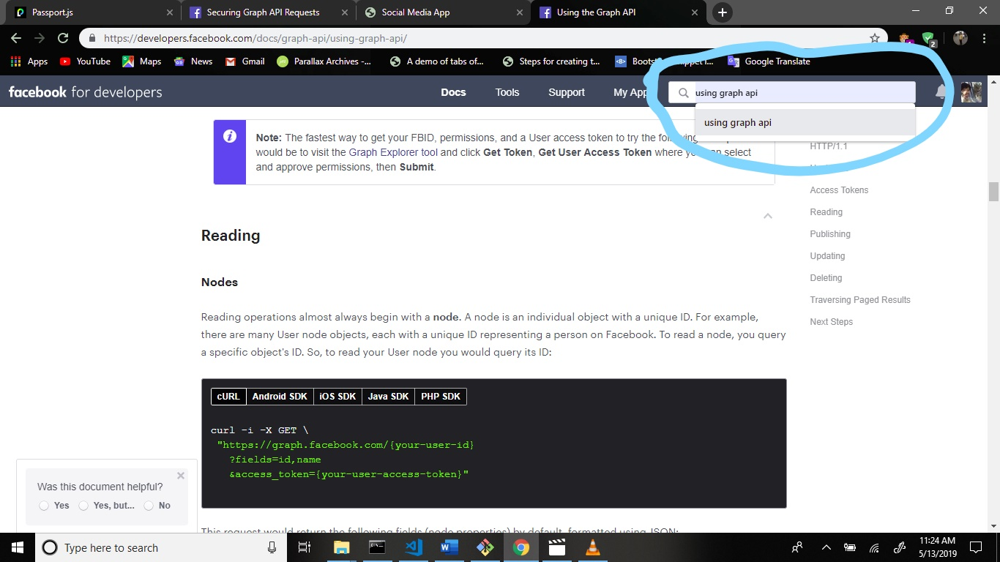 Passport.js
Securing Graph API Requests
Social Media App
Using the Graph API
https://developers.facebook.com/docs/graph-api/using-graph-api/
2
Apps
YouTube
Maps
News
Gmail
Parallax Archives -...
A demo of tabs of...
Steps for creating t...
Google Translate
facebook for developers
Docs
Tools
Support
My
using graph api
using graph api
Note: The fastest way to get your FBID, permissions, and a User access token to try the
would be to visit the Graph Explorer tool and click Get Token, Get User Access Token where select
and approve permissions, then Submit.
HTTP/1.1
Access Tokens
Reading
Publishing
Updating
Deleting
Traversing Paged Results
Next Steps
Reading
Nodes
Reading operations almost always begin with a node. A node is an individual object with a unique ID. For example,
there are many User node objects, each with a unique ID representing a person on Facebook. To read a node, you query
a specific object's ID. So, to read your User node you would query its ID:
cURL
Android SDK
iOS SDK
Java SDK
PHP SDK
curl -i -X GET \
"https://graph.facebook.com/{your-user-id}
?fields=id,name
&access_token={your-user-access-token}"
Was this document helpful?
Yes
Yes, but...
No
This request would return the following fields (node properties) by default, formatted using JSON:
Type here to search
11:24 AM
5/13/2019